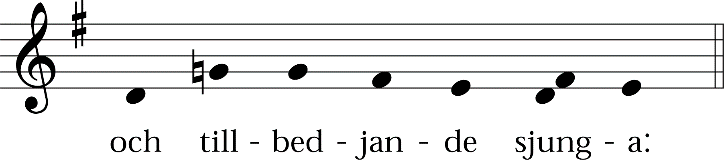 och till - bed - jan - de sjung - a: